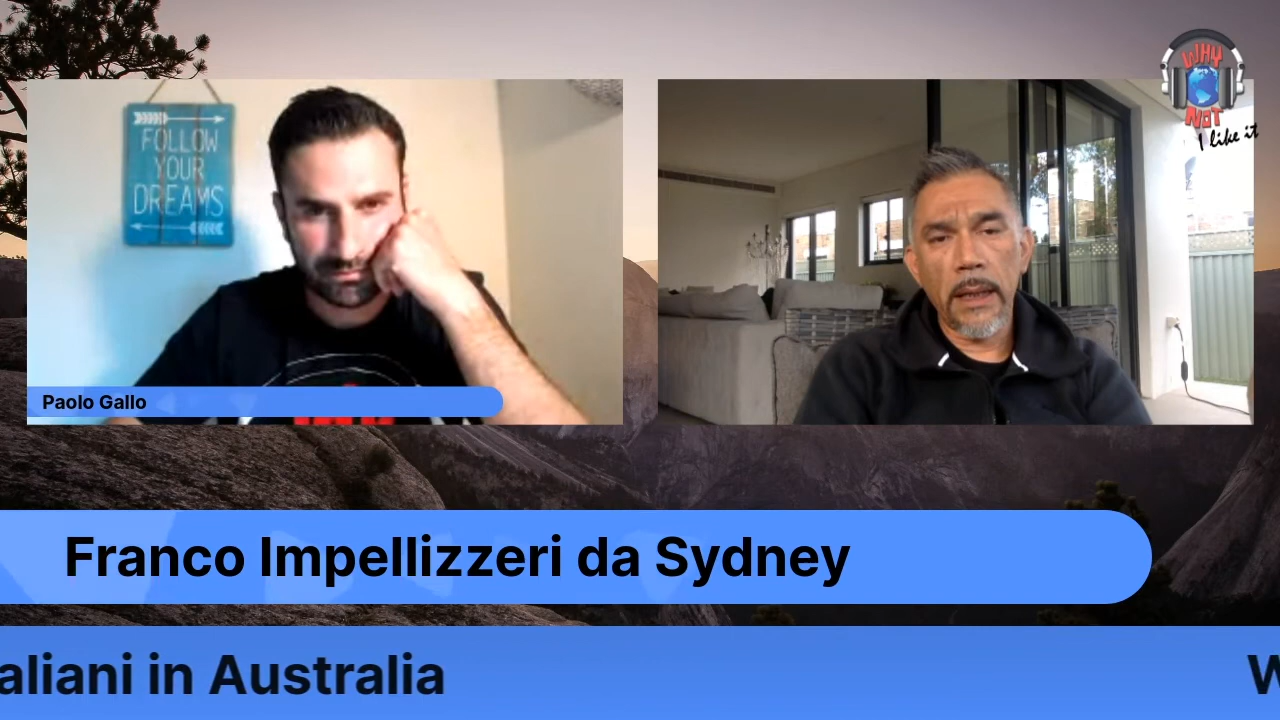 WHY
NOT
I like it
FOLLOW
YOUR
DREAMS
Paolo Gallo
Franco Impellizzeri da Sydney
aliani in Australia
W